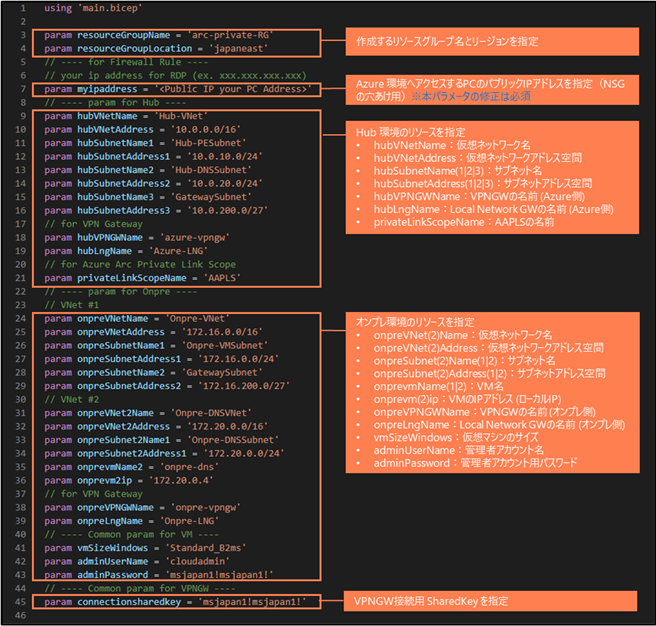 1 using 'main.bicep'
2
3 param resourceGroupName = 'arc-private-RG'
4 param resourceGroupLocation = 'japaneast'
5 // ---- for Firewall Rule ----
6 // your ip address for RDP (ex. xxx.xxx.xxx.xxx)
7 param myipaddress = '<Public IP your PC Address>'
8 // ---- param for Hub ----
9 param hubVNetName = 'Hub-VNet'
10 param hubVNetAddress = '10.0.0.0/16'
11 param hubSubnetName1 = 'Hub-PESubnet'
12 param hubSubnetAddress1 = '10.0.10.0/24'
13 param hubSubnetName2 = 'Hub-DNSSubnet'
14 param hubSubnetAddress2 = '10.0.20.0/24'
15 param hubSubnetName3 = 'GatewaySubnet'
16 param hubSubnetAddress3 = '10.0.200.0/27'
17 // for VPN Gateway
18 param hubVPNGWName = 'azure-vpngw'
19 param hubLngName = 'Azure-LNG'
20 // for Azure Arc Private Link Scope
21 param privateLinkScopeName = 'AAPLS'
22 // ---- param for Onpre ----
23 // VNet #1
24 param onpreVNetName = 'Onpre-VNet'
25 param onpreVNetAddress = '172.16.0.0/16'
26 param onpreSubnetName1 = 'Onpre-VMSubnet'
27 param onpreSubnetAddress1 = '172.16.0.0/24'
28 param onpreSubnetName2 = 'GatewaySubnet'
29 param onpreSubnetAddress2 = '172.16.200.0/27'
30 // VNet #2
31 param onpreVNet2Name = 'Onpre-DNSVNet'
32 param onpreVNet2Address = '172.20.0.0/16'
33 param onpreSubnet2Name1 = 'Onpre-DNSSubnet'
34 param onpreSubnet2Address1 = '172.20.0.0/24'
35 param onprevmName2 = 'onpre-dns'
36 param onprevm2ip = '172.20.0.4'
37 // for VPN Gateway
38 param onpreVPNGWName = 'onpre-vpngw'
39 param onpreLngName = 'Onpre-LNG'
40 // ---- Common param for VM ----
41 param vmSizeWindows = 'Standard_B2ms'
42 param adminUserName = 'cloudadmin'
43 param adminPassword = 'msjapan1!msjapan1!'
44 // ---- Common param for VPNGW ----
45 param connectionsharedkey = 'msjapan1!msjapan1!'
46
作成するリソースグループ名とリージョンを指定
Azure 環境へアクセスするPCのパブリックIPアドレスを指定（NSG
の穴あけ用）※本パラメータの修正は必須
Hub 環境のリソースを指定
• hubVNetName：仮想ネットワーク名
• hubVNetAddress：仮想ネットワークアドレス空間
• hubSubnetName(1|2|3)：サブネット名
• hubSubnetAddress(1|2|3)：サブネットアドレス空間
• hubVPNGWName：VPNGWの名前 (Azure側)
• hubLngName：Local Network GWの名前 (Azure側)
• privateLinkScopeName：AAPLSの名前
オンプレ環境のリソースを指定
• onpreVNet(2)Name：仮想ネットワーク名
• onpreVNet(2)Address：仮想ネットワークアドレス空間
• onpreSubnet(2)Name(1|2)：サブネット名
• onpreSubnet(2)Address(1|2)：サブネットアドレス空間
• onprevmName(1|2)：VM名
• onprevm(2)ip：VMのIPアドレス (ローカルIP)
• onpreVPNGWName：VPNGWの名前 (オンプレ側)
• onpreLngName：Local Network GWの名前 (オンプレ側)
• vmSizeWindows：仮想マシンのサイズ
• adminUserName：管理者アカウント名
• adminPassword：管理者アカウント用パスワード
VPNGW接続用 SharedKey を指定